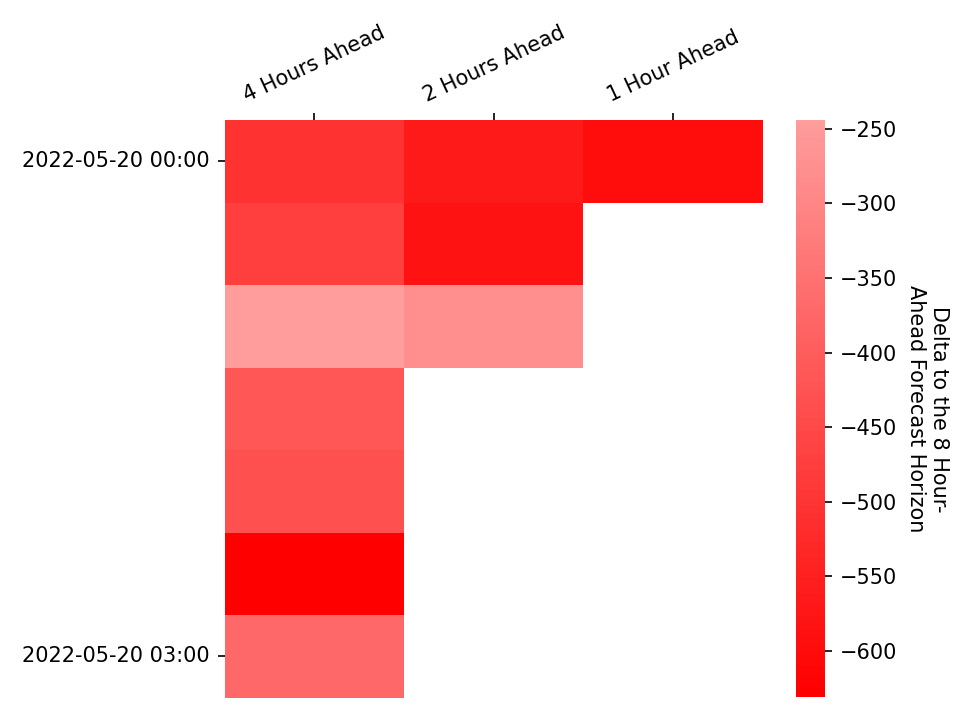 4 Hours Ahead
2 Hours Ahead
1 Hour Ahead
2022-05-20 00:00
2022-05-20 03:00
−250
−300
−350
−400
−450
−500
−550
−600
Delta to the 8 Hour-
Ahead Forecast Horizon